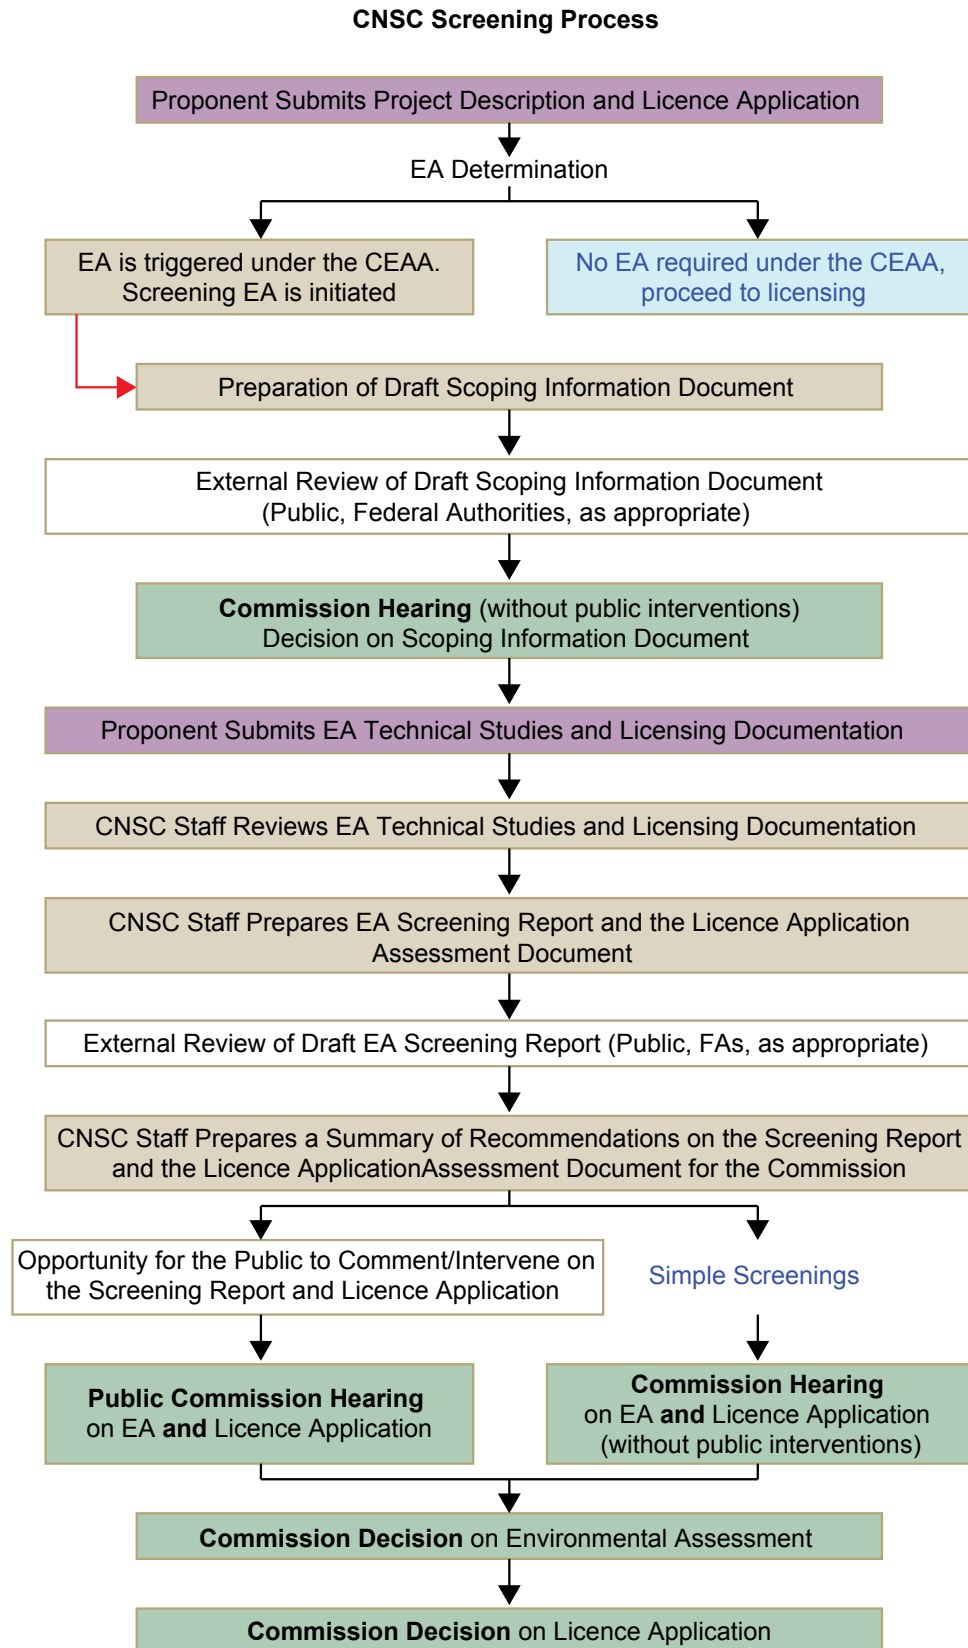 CNSC Screening Process
Proponent Submits Project Description and Licence Application
EA Determination
EA is triggered under the CEAA.
Screening EA is initiated
No EA required under the CEAA,
proceed to licensing
Preparation of Draft Scoping Information Document
External Review of Draft Scoping Information Document
(Public, Federal Authorities, as appropriate)
Commission Hearing (without public interventions)
Decision on Scoping Information Document
Proponent Submits EA Technical Studies and Licensing Documentation
CNSC Staff Reviews EA Technical Studies and Licensing Documentation
CNSC Staff Prepares EA Screening Report and the Licence Application
Assessment Document
External Review of Draft EA Screening Report (Public, FAs, as appropriate)
CNSC Staff Prepares a Summary of Recommendations on the Screening Report
and the Licence ApplicationAssessment Document for the Commission
Opportunity for the Public to Comment/Intervene on
the Screening Report and Licence Application
Simple Screenings
Public Commission Hearing
on EA and Licence Application
Commission Hearing
on EA and Licence Application
(without public interventions)
Commission Decision on Environmental Assessment
Commission Decision on Licence Application